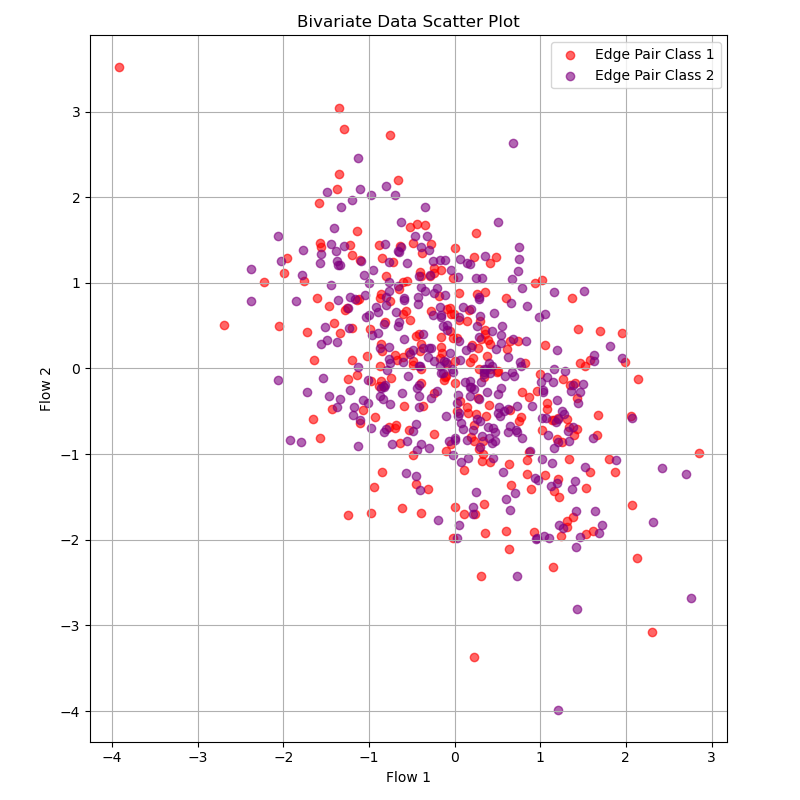 Bivariate Data Scatter Plot
Edge Pair Class 1
Edge Pair Class 2
3
2
1
0
−1
−2
−3
−4
Flow 2
−4 −3 −2 −1 0 1 2 3
Flow 1